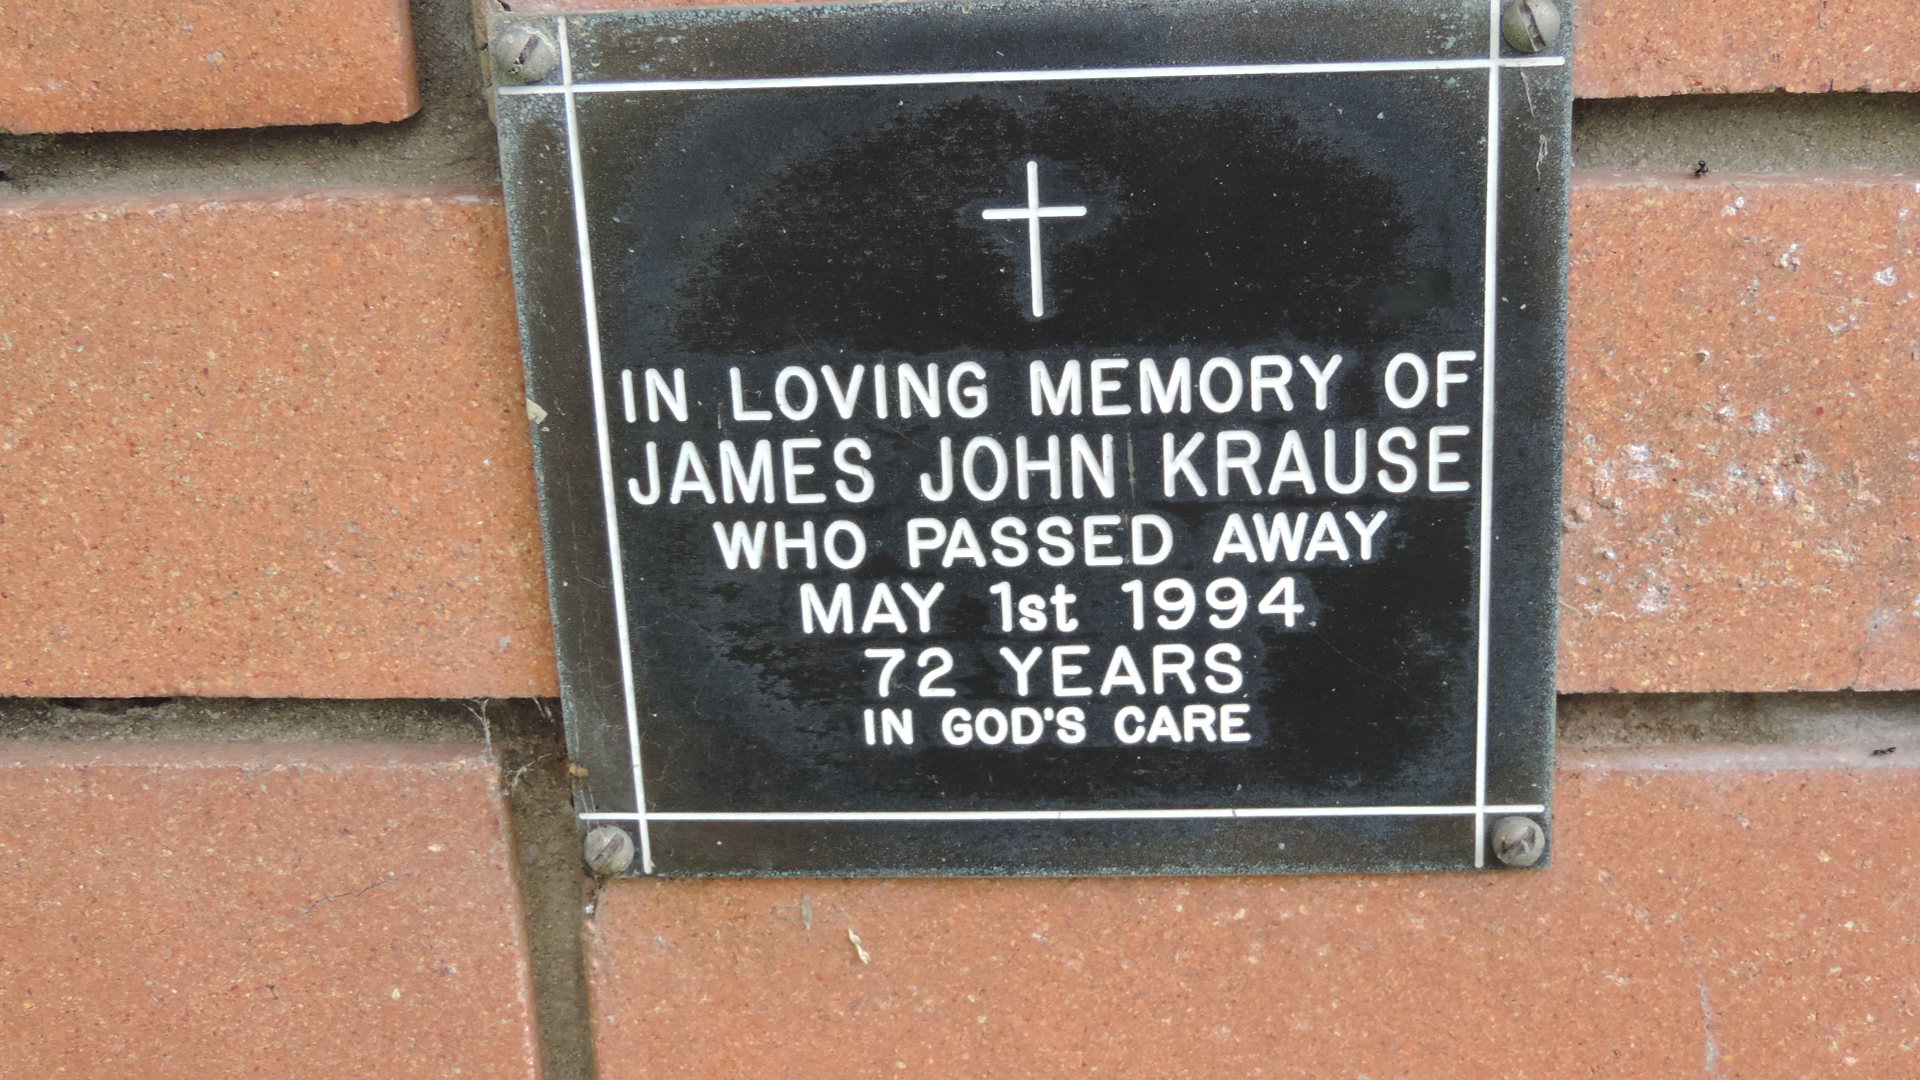 IN LOVING MEMORY OF
JAMES JOHN KRAUSE
WHO PASSED AWAY
MAY 1st 1994
72 YEARS
IN GOD'S CARE